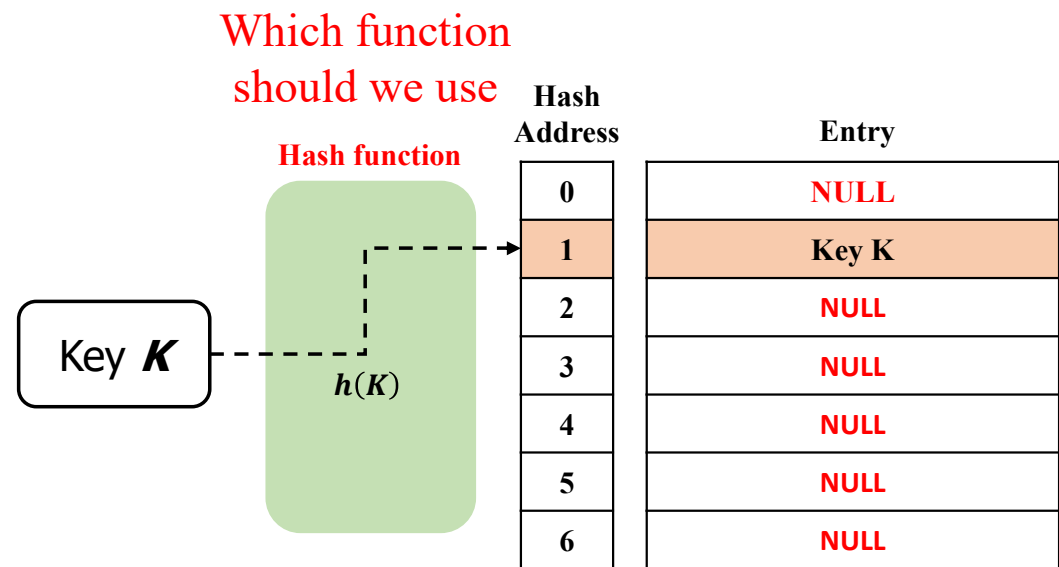 Which function
should we use
Hash function
Hash
Address
Entry
0 NULL
1 Key K
2 NULL
3 NULL
4 NULL
5 NULL
6 NULL
Key K
h(K)